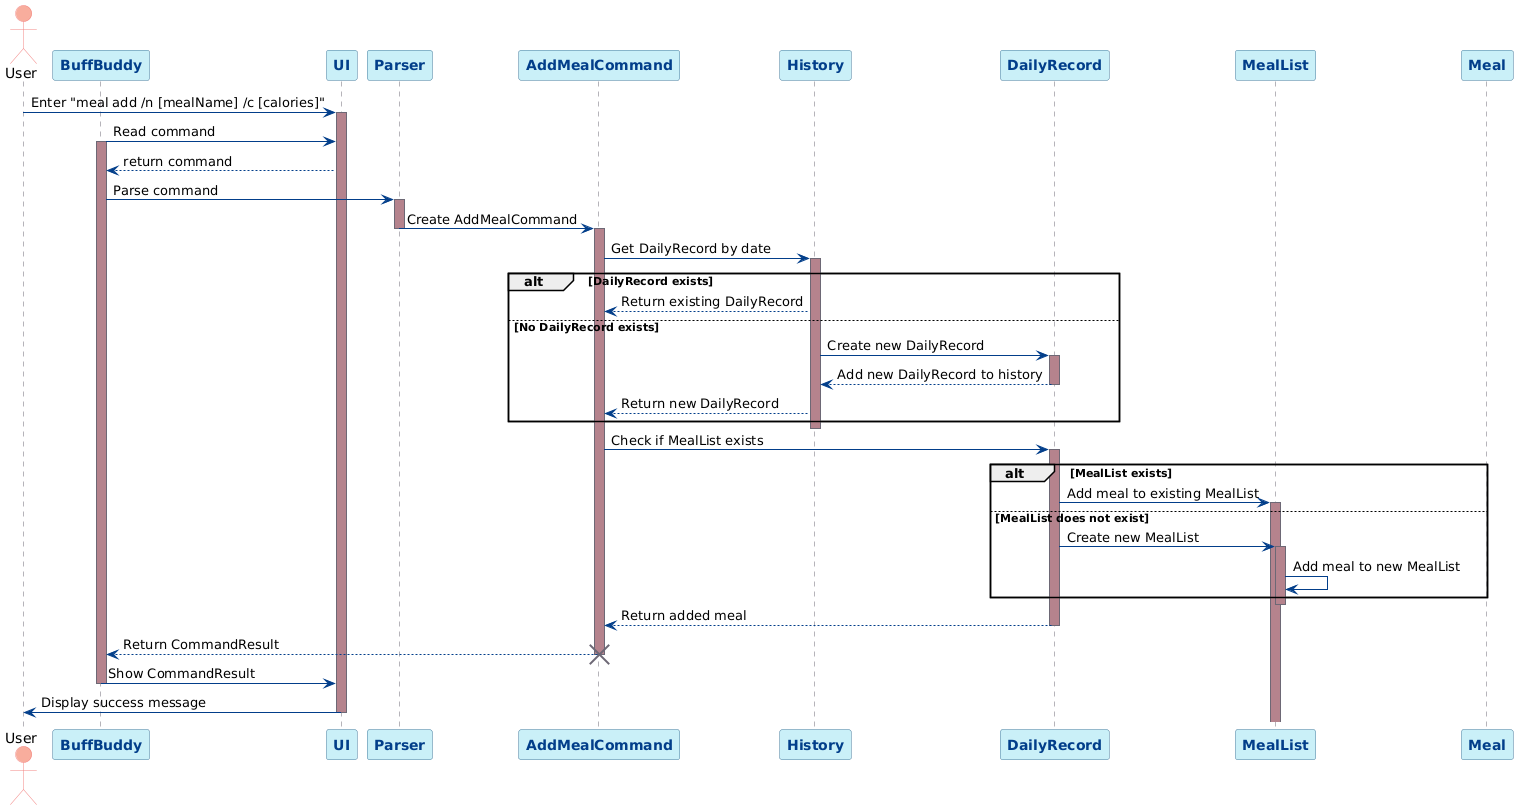 User
BuffBuddy
UI
Parser
AddMealCommand
History
DailyRecord
MealList
Meal
Enter "meal add /n [mealName] /c [calories]"
Read command
return command
Parse command
Create AddMealCommand
Get DailyRecord by date
alt
[DailyRecord exists]
Return existing DailyRecord
[No DailyRecord exists]
Create new DailyRecord
Add new DailyRecord to history
Return new DailyRecord
Check if MealList exists
alt
[MealList exists]
Add meal to existing MealList
[MealList does not exist]
Create new MealList
Add meal to new MealList
Return added meal
Return CommandResult
Show CommandResult
Display success message
User
BuffBuddy
UI
Parser
AddMealCommand
History
DailyRecord
MealList
Meal